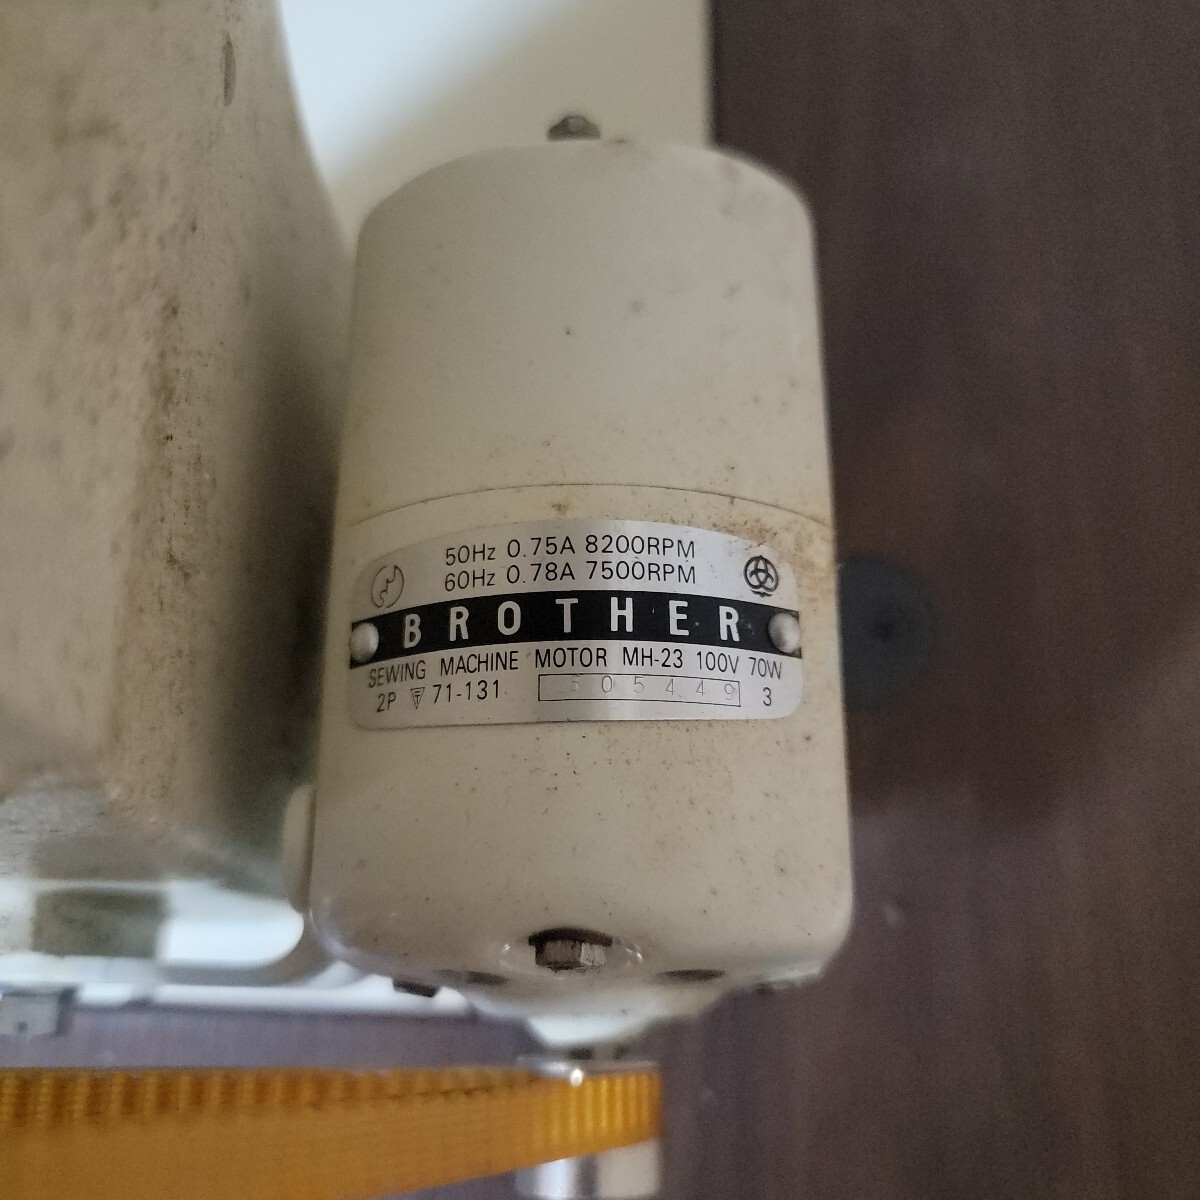 50Hz 0.75A 8200RPM
60Hz 0.78A 7500RPM
BROTHER
SEWING MACHINE MOTOR MH-23 100V 70W
2P 71-131 505449 3